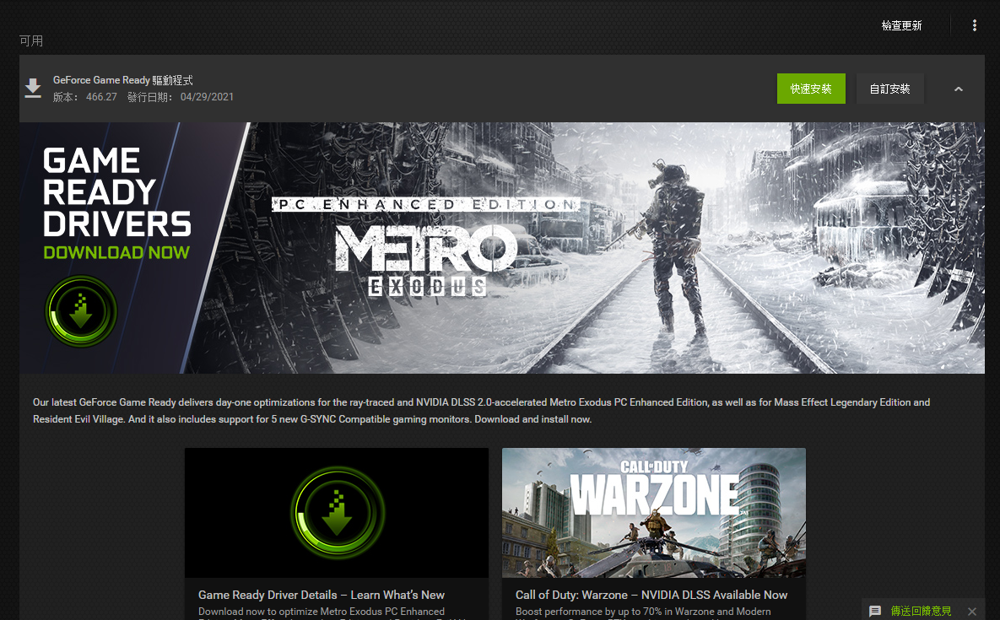 檢查更新
可用
GeForce Game Ready 驅動程式
版本： 466.27 發行日期： 04/29/2021
快速安裝
自訂安裝
GAME
READY
DRIVERS
DOWNLOAD NOW
PC ENHANCED EDITION
METRO
EXODUS
Our latest GeForce Game Ready delivers day-one optimizations for the ray-traced and NVIDIA DLSS 2.0-accelerated Metro Exodus PC Enhanced Edition, as well as for Mass Effect Legendary Edition and
Resident Evil Village. And it also includes support for 5 new G-SYNC Compatible gaming monitors. Download and install now.
CALL OF DUTY
WARZONE
Game Ready Driver Details – Learn What's New
Download now to optimize Metro Exodus PC Enhanced
Call of Duty: Warzone – NVIDIA DLSS Available Now
Boost performance by up to 70% in Warzone and Modern
傳送回饋意見